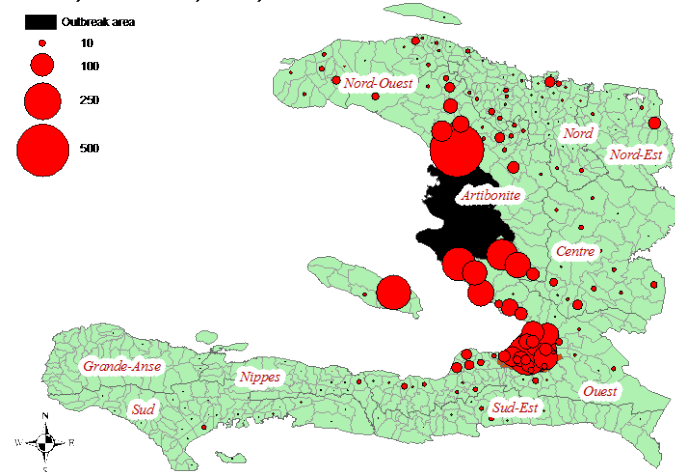 Outbreak area
10
100
250
500
Nord-Ouest
Nord
Nord-Est
Artibonite
Centre
Grande-Anse
Nippes
Ouest
Sud
Sud-Est
N
W
E
S